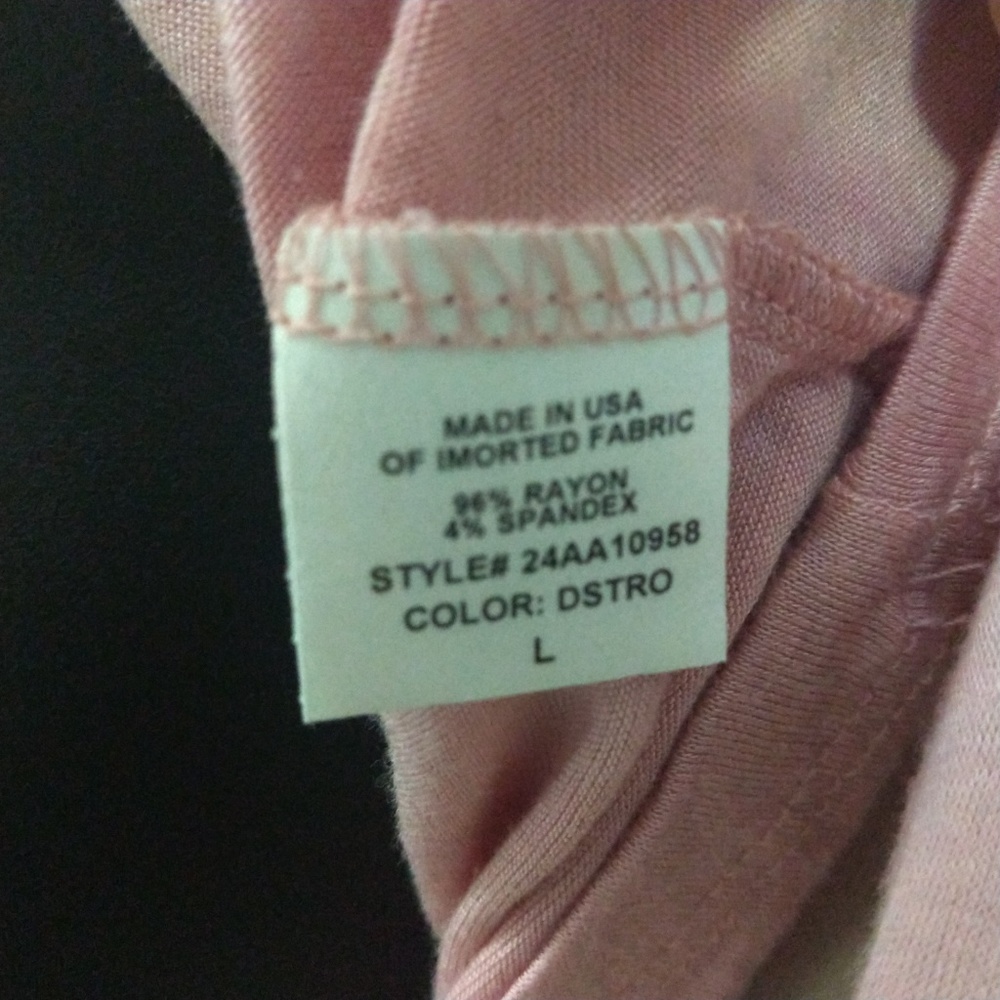 MADE IN USA
OF IMORTED FABRIC
96% RAYON
4% SPANDEX
STYLE# 24AA10958
COLOR: DSTRO
L